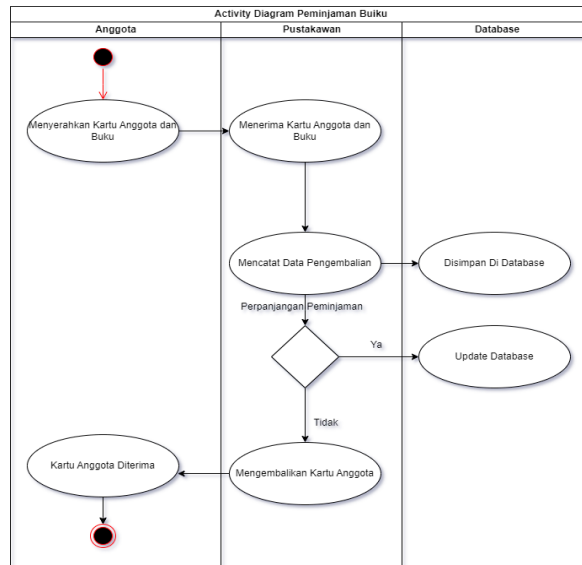 Activity Diagram Peminjaman Buiku
Anggota
Pustakawan
Database
Menyerahkan Kartu Anggota dan
Buku
Menerima Kartu Anggota dan
Buku
Mencatat Data Pengembalian
Disimpan Di Database
Perpanjangan Peminjaman
Ya
Update Database
Tidak
Kartu Anggota Diterima
Mengembalikan Kartu Anggota